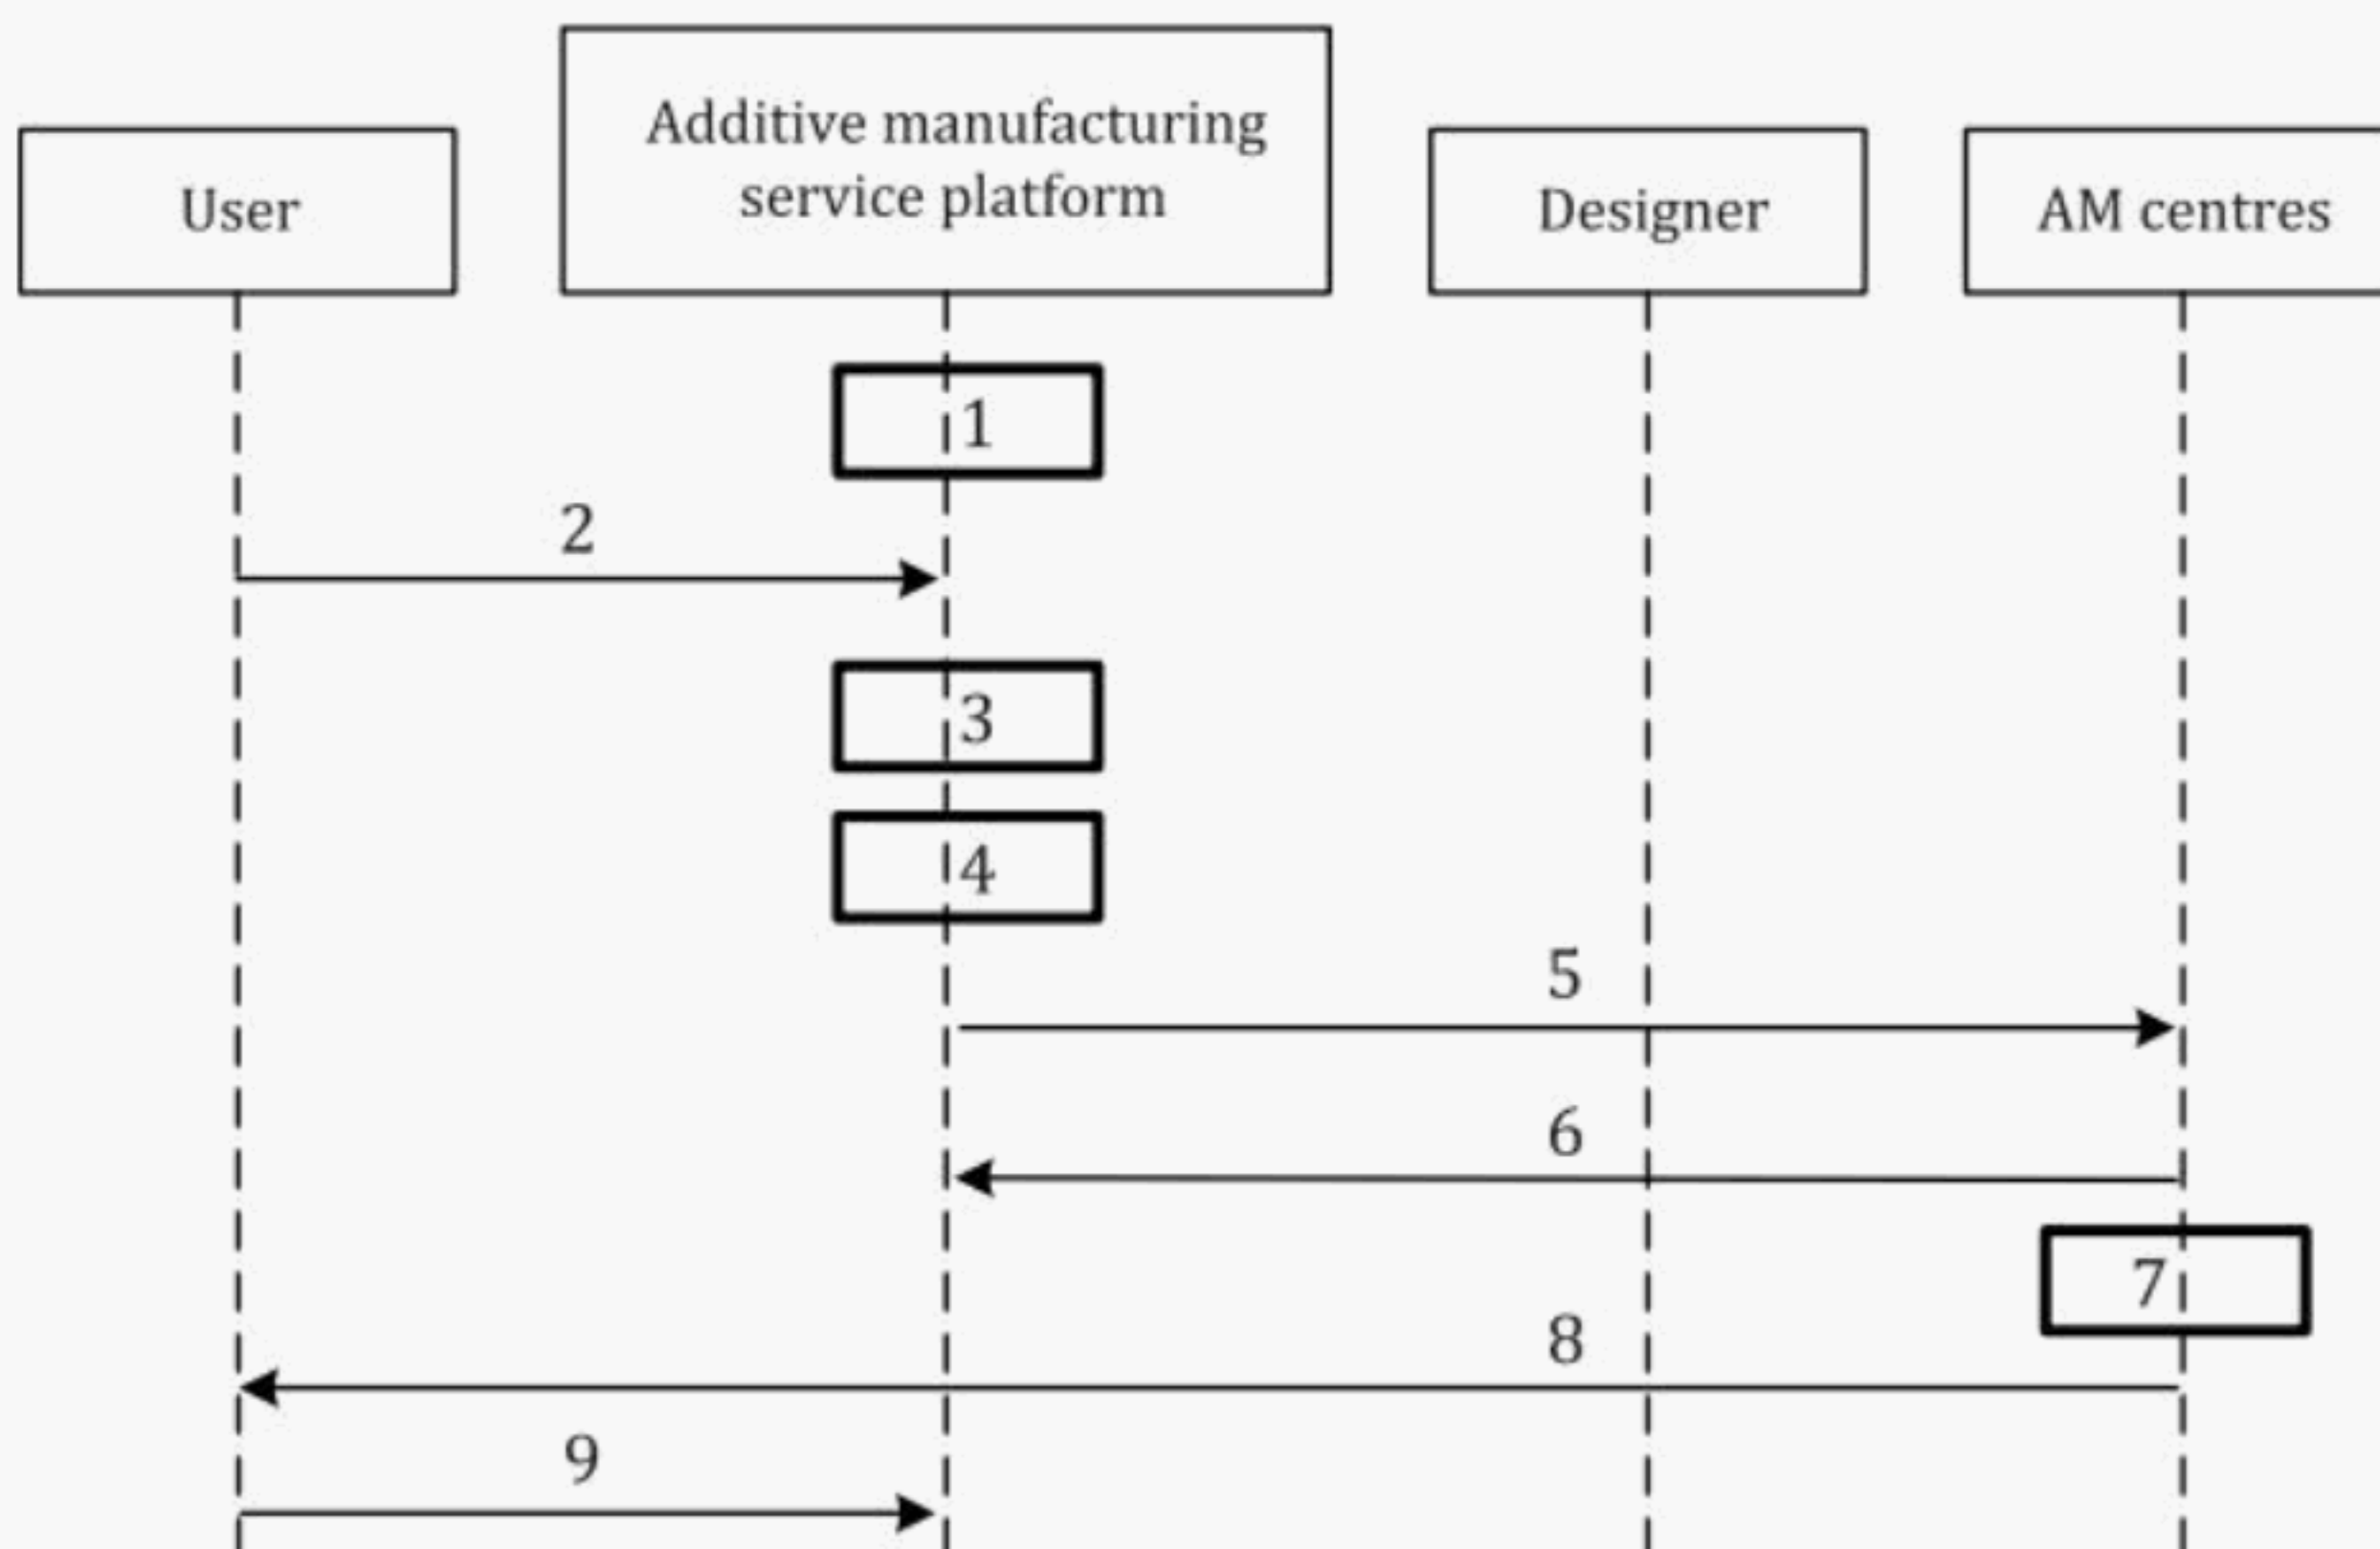 User
Additive manufacturing
service platform
Designer
AM centres
1
2
3
4
5
6
7
8
9